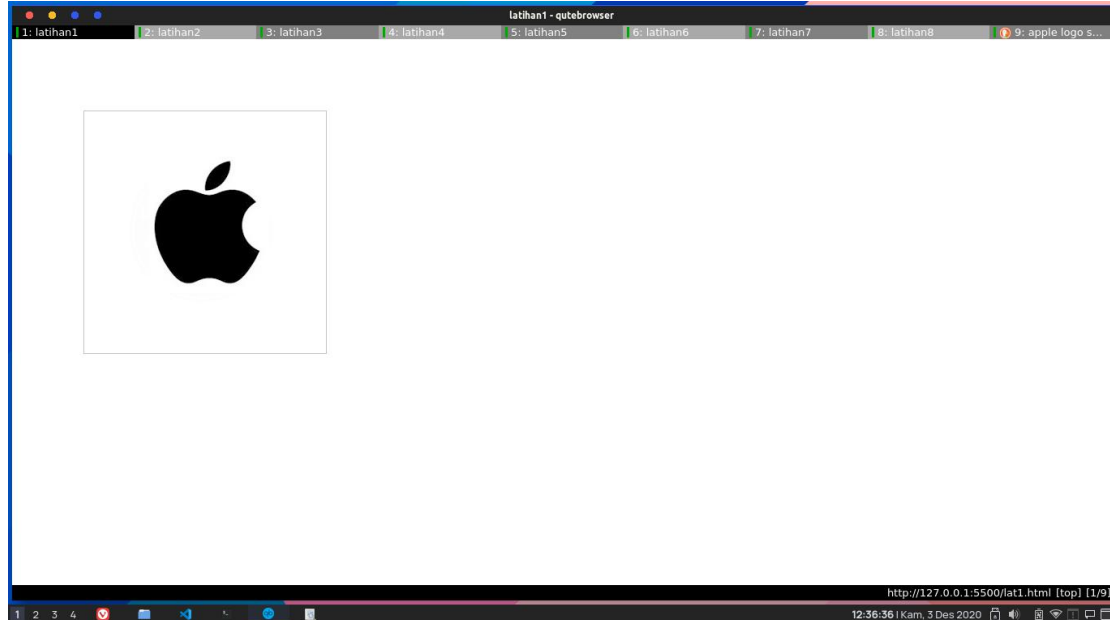 latihan1 - qutebrowser
1: latihan1 2: latihan2 3: latihan3 4: latihan4 5: latihan5 6: latihan6 7: latihan7 8: latihan8 9: apple logo s...
http://127.0.0.1:5500/lat1.html [top] [1/9]
1 2 3 4 12:36:36 | Kam, 3 Des 2020